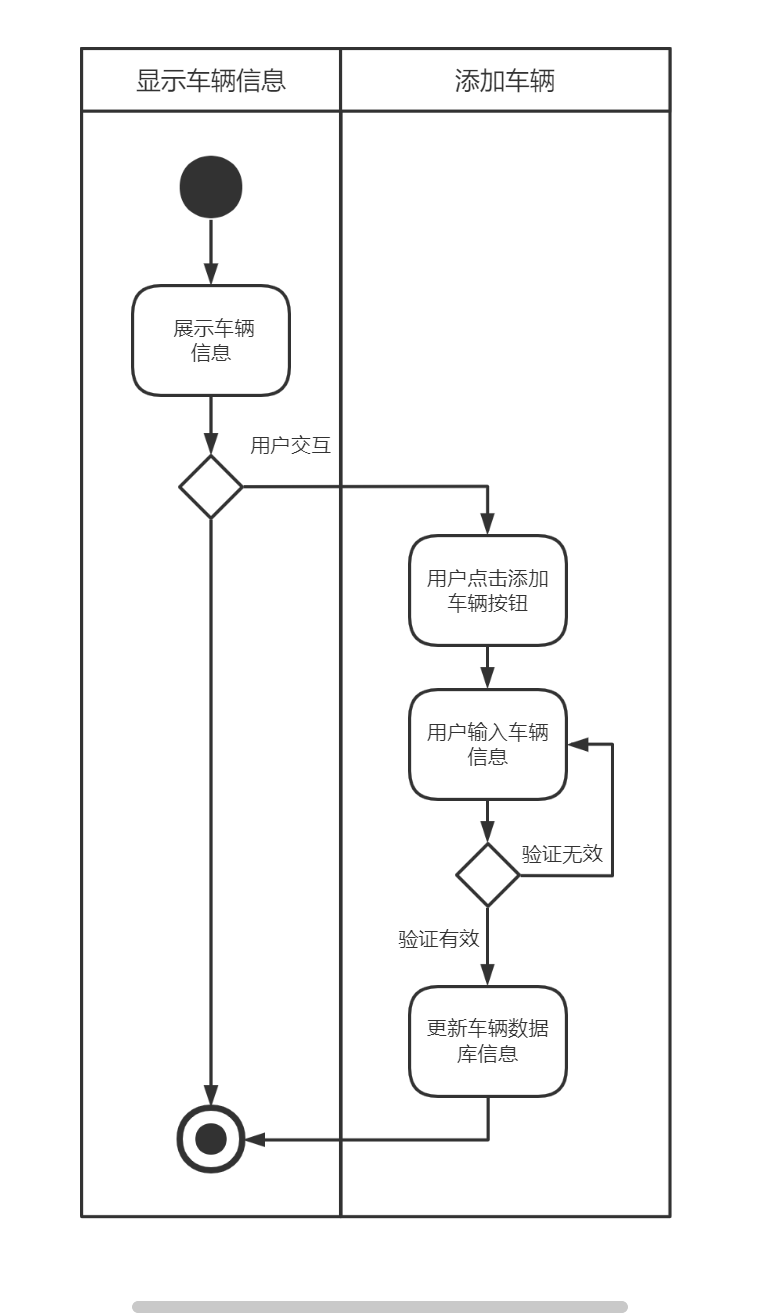 显示车辆信息
添加车辆
展示车辆
信息
用户交互
用户点击添加
车辆按钮
用户输入车辆
信息
验证无效
验证有效
更新车辆数据
库信息